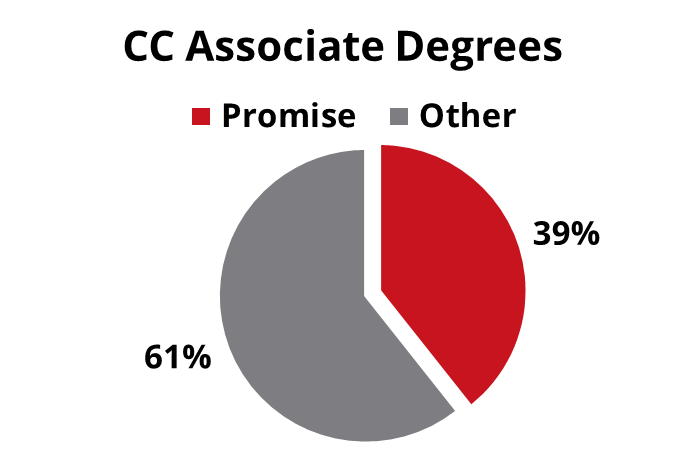 CC Associate Degrees
Promise Other
39%
61%